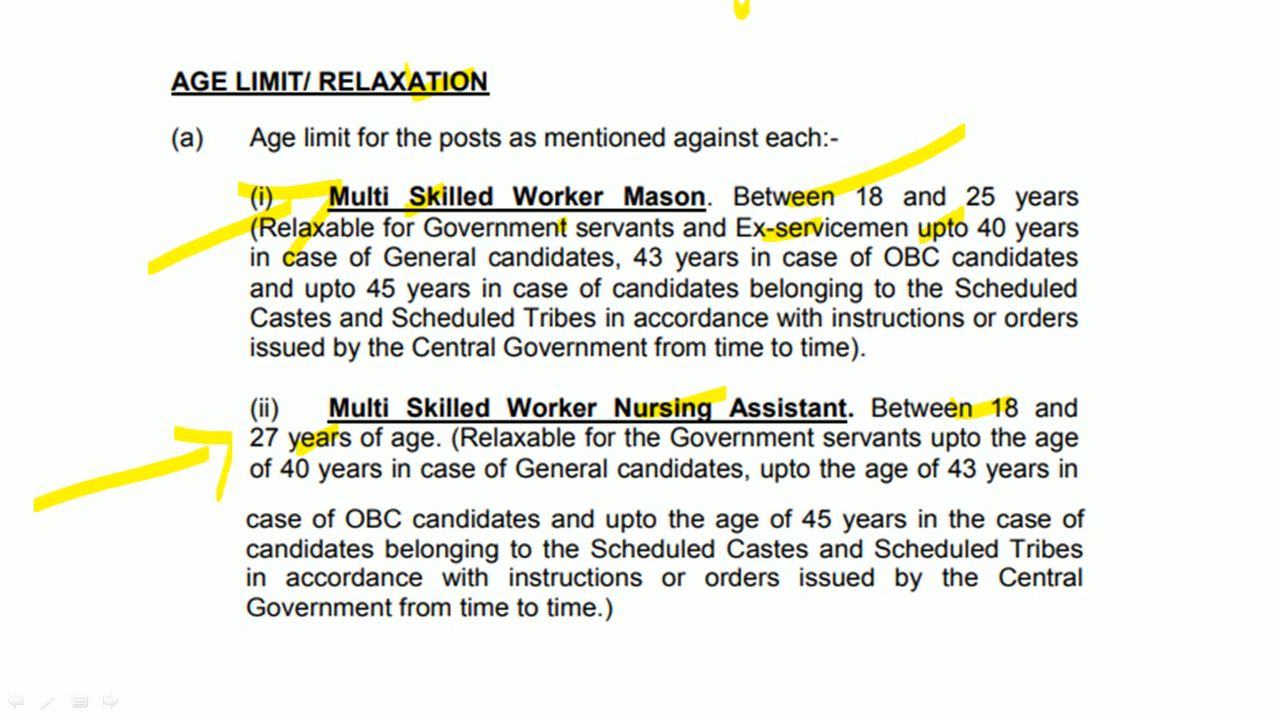 AGE LIMIT/ RELAXATION
(a) Age limit for the posts as mentioned against each:-
(i) Multi Skilled Worker Mason. Between 18 and 25 years
(Relaxable for Government servants and Ex-servicemen upto 40 years
in case of General candidates, 43 years in case of OBC candidates
and upto 45 years in case of candidates belonging to the Scheduled
Castes and Scheduled Tribes in accordance with instructions or orders
issued by the Central Government from time to time).
(ii) Multi Skilled Worker Nursing Assistant. Between 18 and
27 years of age. (Relaxable for the Government servants upto the age
of 40 years in case of General candidates, upto the age of 43 years in
case of OBC candidates and upto the age of 45 years in the case of
candidates belonging to the Scheduled Castes and Scheduled Tribes
in accordance with instructions or orders issued by the Central
Government from time to time.)